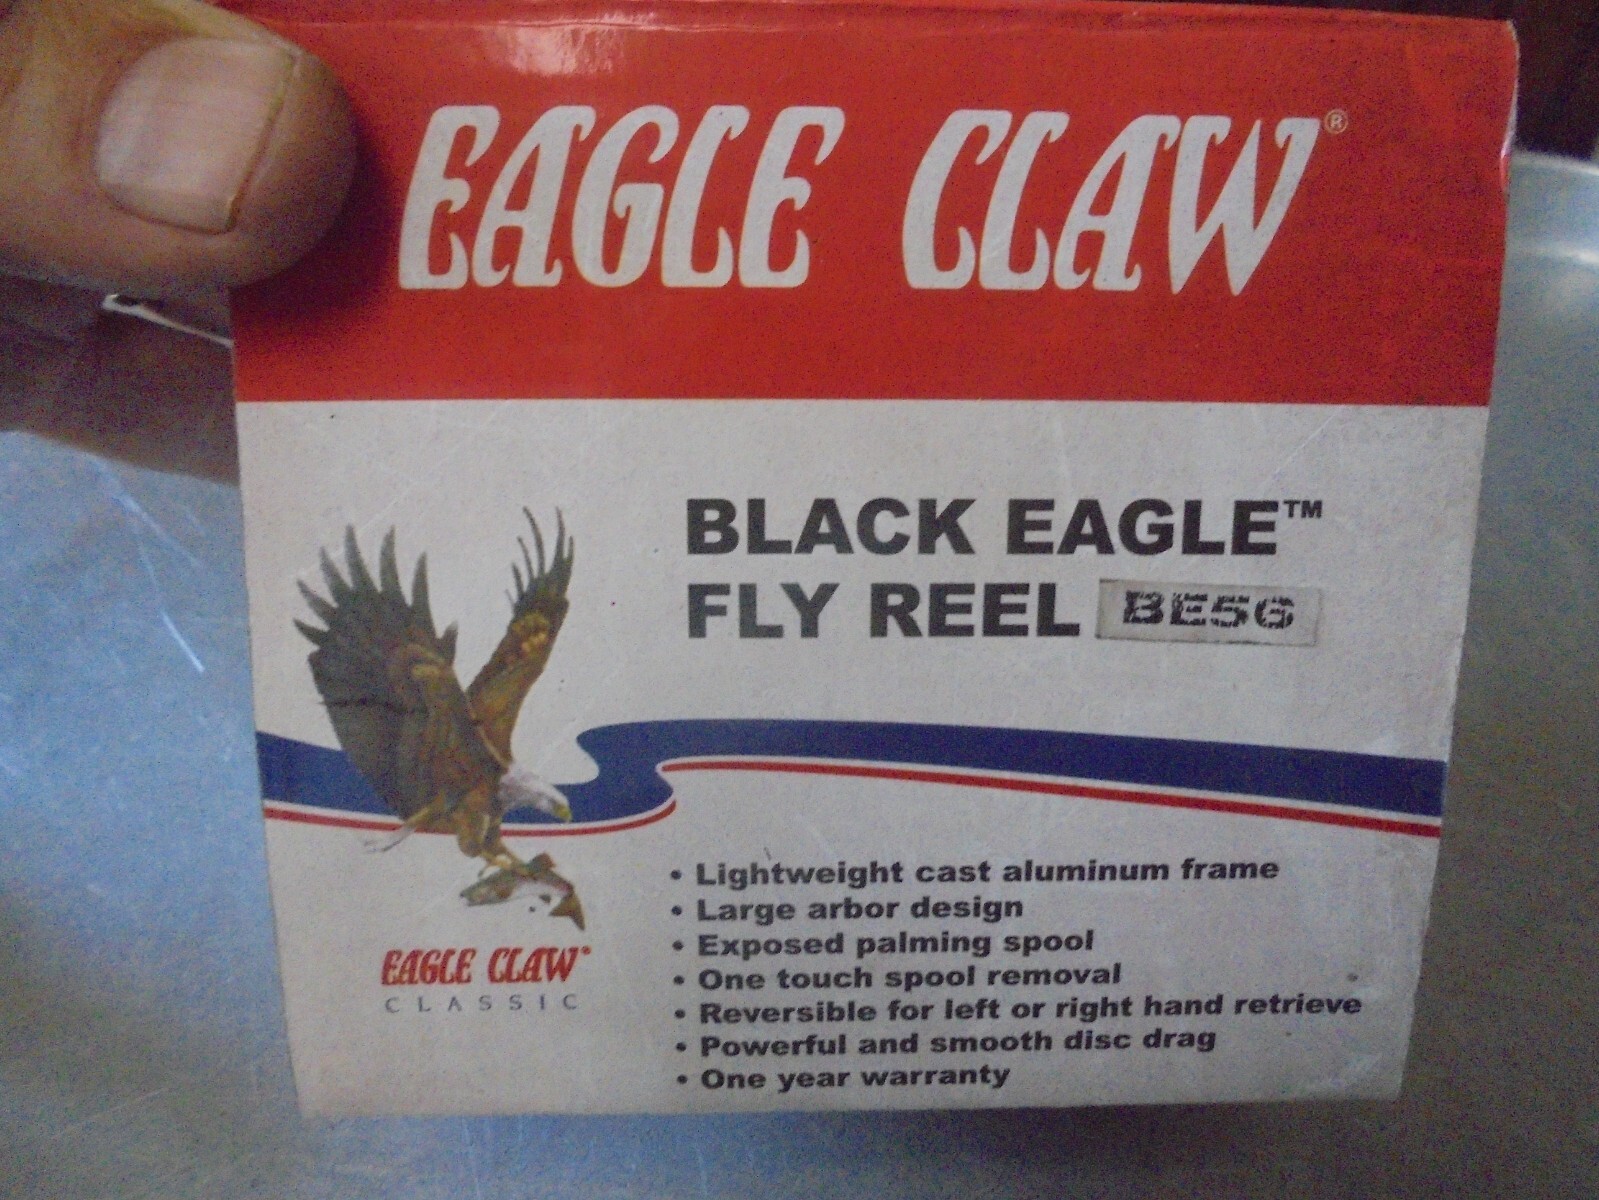 EAGLE CLAW®
BLACK EAGLE™
FLY REEL BE56
• Lightweight cast aluminum frame
• Large arbor design
• Exposed palming spool
• One touch spool removal
• Reversible for left or right hand retrieve
• Powerful and smooth disc drag
• One year warranty
EAGLE CLAW®
CLASSIC